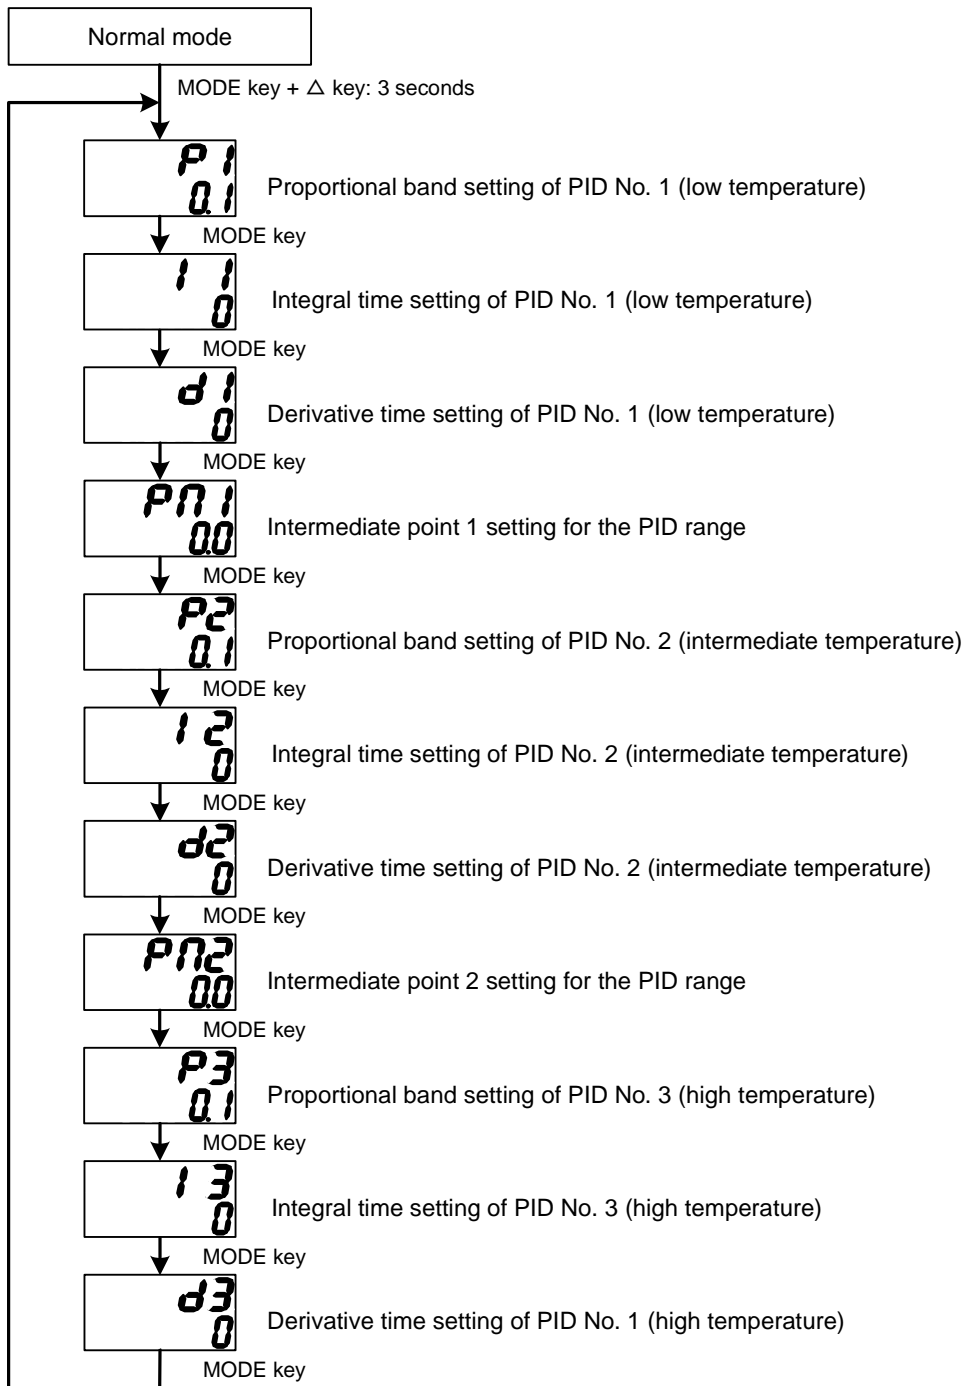 Normal mode
MODE key + △ key: 3 seconds
P1
0.1
Proportional band setting of PID No. 1 (low temperature)
MODE key
I 1
0
Integral time setting of PID No. 1 (low temperature)
MODE key
d1
0
Derivative time setting of PID No. 1 (low temperature)
MODE key
PM1
0.0
Intermediate point 1 setting for the PID range
MODE key
P2
0.1
Proportional band setting of PID No. 2 (intermediate temperature)
MODE key
I 2
0
Integral time setting of PID No. 2 (intermediate temperature)
MODE key
d2
0
Derivative time setting of PID No. 2 (intermediate temperature)
MODE key
PM2
0.0
Intermediate point 2 setting for the PID range
MODE key
P3
0.1
Proportional band setting of PID No. 3 (high temperature)
MODE key
I 3
0
Integral time setting of PID No. 3 (high temperature)
MODE key
d3
0
Derivative time setting of PID No. 1 (high temperature)
MODE key